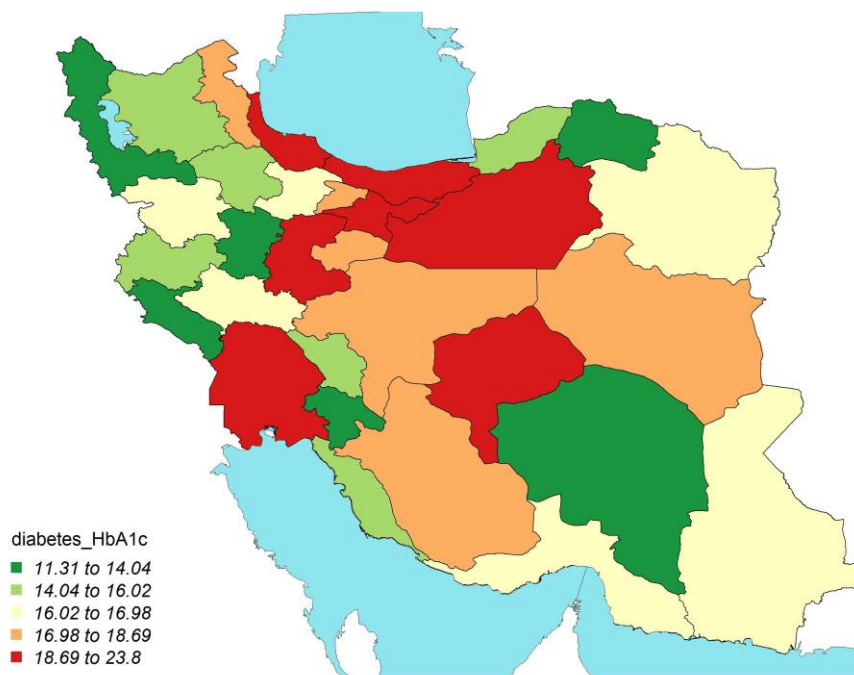 diabetes_HbA1c
11.31 to 14.04
14.04 to 16.02
16.02 to 16.98
16.98 to 18.69
18.69 to 23.8